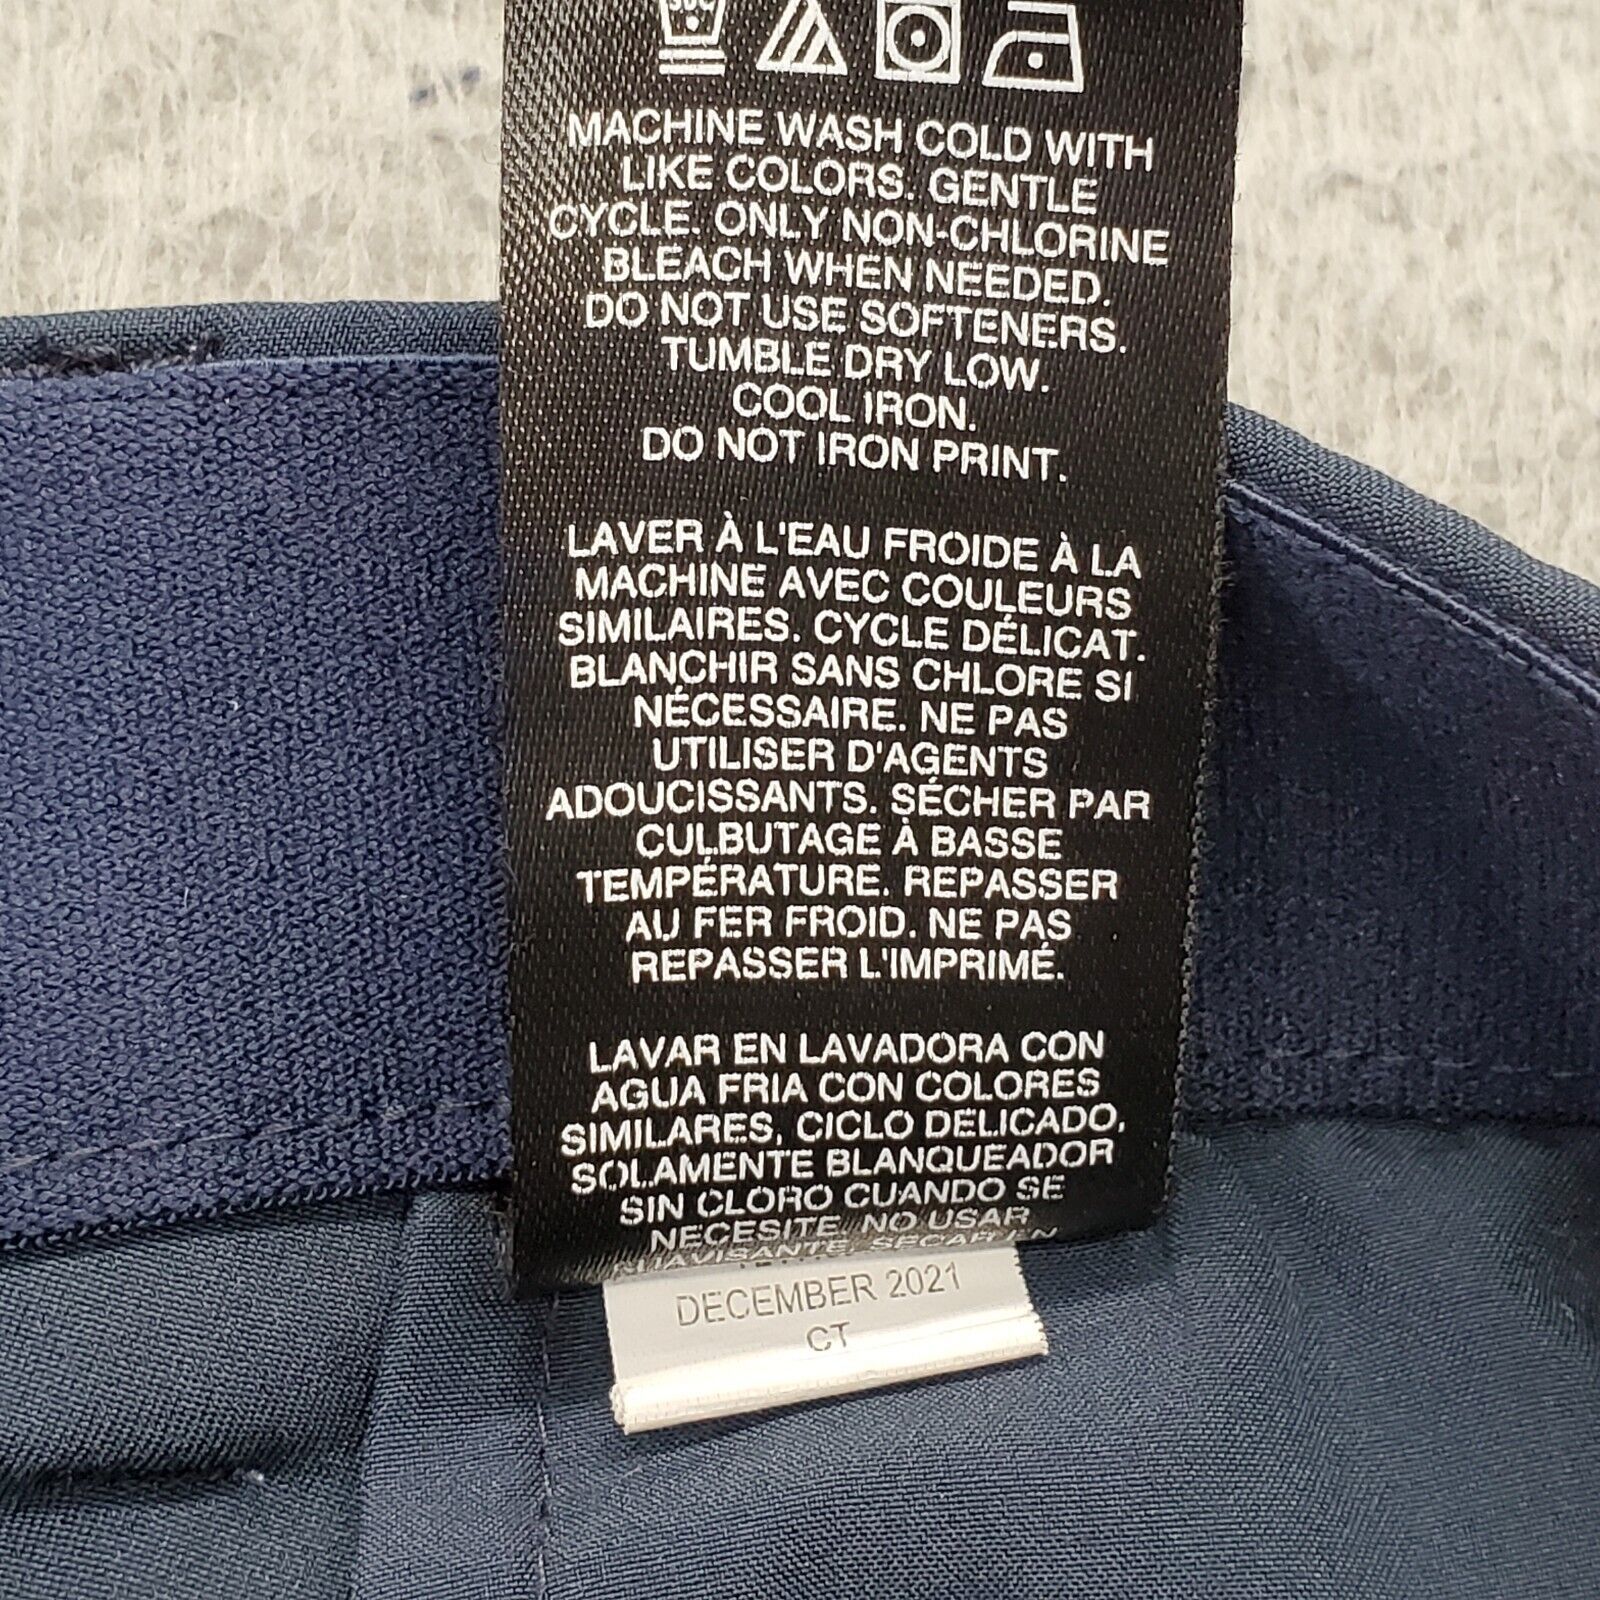 30C
MACHINE WASH COLD WITH
LIKE COLORS. GENTLE
CYCLE. ONLY NON-CHLORINE
BLEACH WHEN NEEDED.
DO NOT USE SOFTENERS.
TUMBLE DRY LOW.
COOL IRON.
DO NOT IRON PRINT.
LAVER À L'EAU FROIDE À LA
MACHINE AVEC COULEURS
SIMILAIRES. CYCLE DÉLICAT.
BLANCHIR SANS CHLORE SI
NÉCESSAIRE. NE PAS
UTILISER D'AGENTS
ADOUCISSANTS. SÉCHER PAR
CULBUTAGE À BASSE
TEMPÉRATURE. REPASSER
AU FER FROID. NE PAS
REPASSER L'IMPRIMÉ.
LAVAR EN LAVADORA CON
AGUA FRIA CON COLORES
SIMILARES, CICLO DELICADO,
SOLAMENTE BLANQUEADOR
SIN CLORO CUANDO SE
NECESITE, NO USAR
SUAVISANTE, SECAR EN
DECEMBER 2021
CT